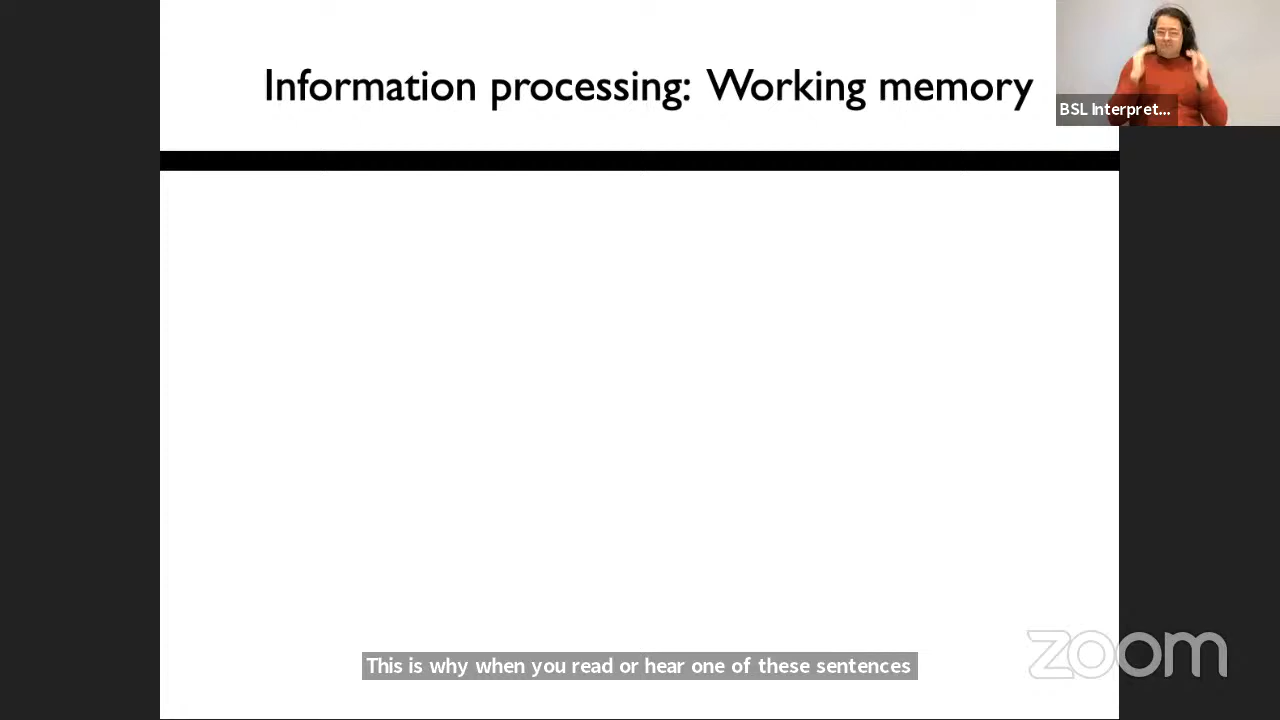 Information processing: Working memory
BSL Interpret...
This is why when you read or hear one of these sentences
zoom